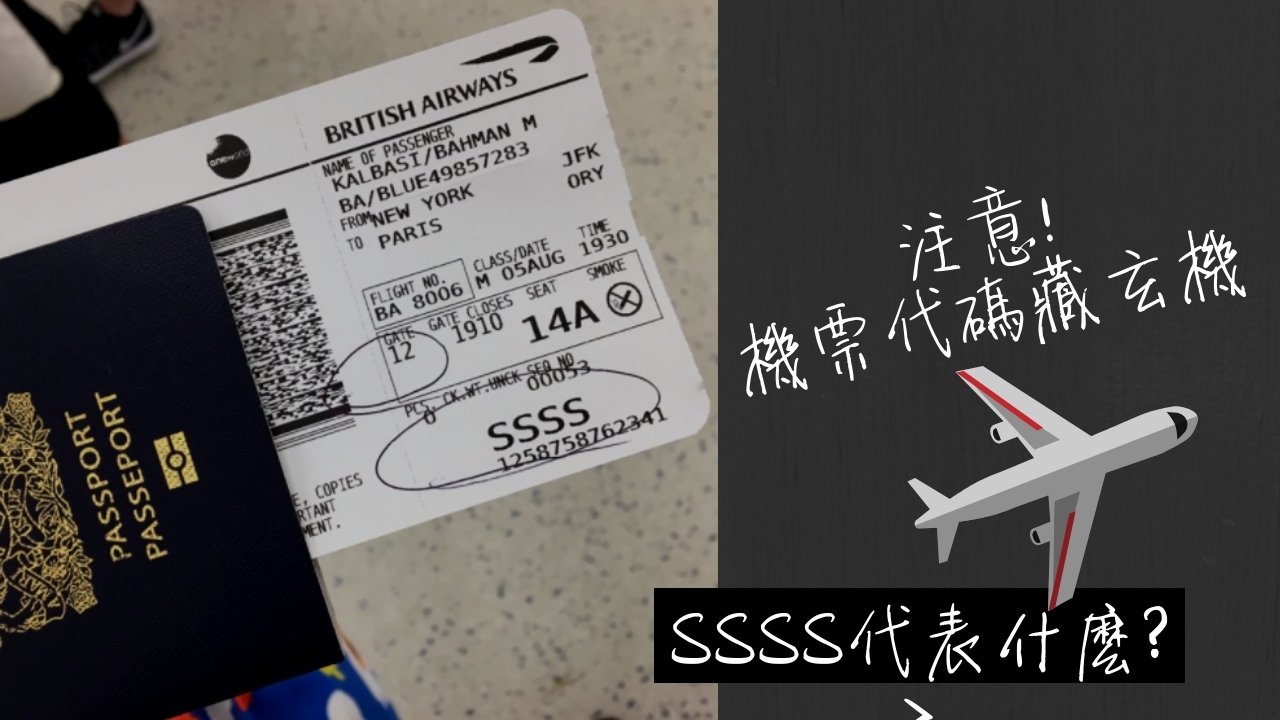 oneworld
BRITISH AIRWAYS
NAME OF PASSENGER
KALBASI/BAHMAN M
BA/BLUE49857283
FROM NEW YORK JFK
TO PARIS ORY
FLIGHT NO. CLASS/DATE TIME
BA 8006 M 05AUG 1930
GATE GATE CLOSES SEAT SMOKE
12 1910 14A
PCS. CK.WT. UNCK SEQ NO
0 00053
SSSS
1258758762341
E, COPIES
RTANT
MENT.
PASSPORT
PASSEPORT
注意!
機票代碼藏玄機
SSSS代表什麼?